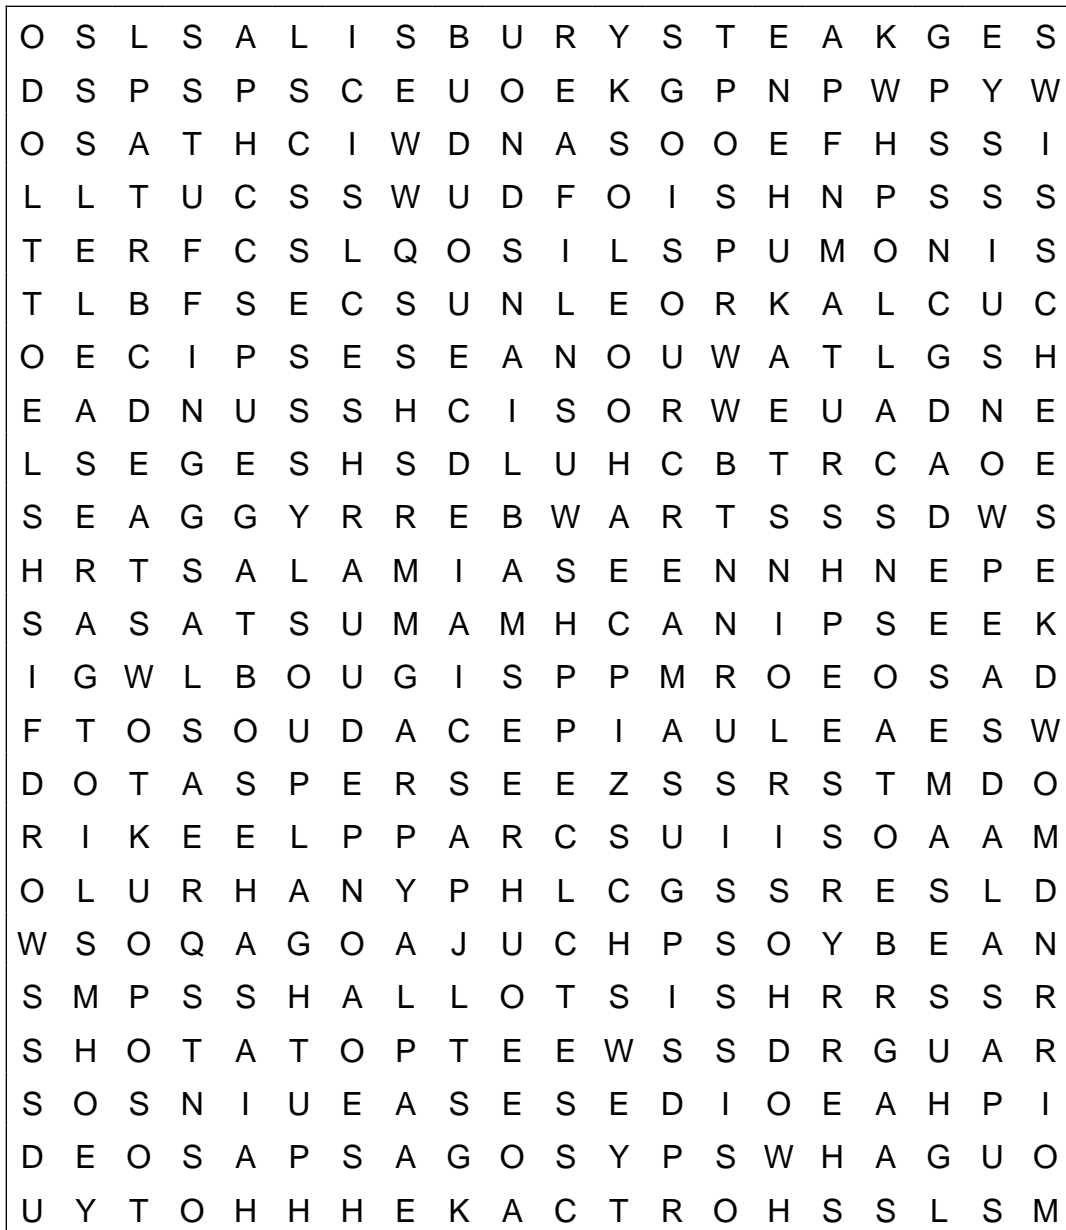 O S L S A L I S B U R Y S T E A K G E S
D S P S P S C E U O E K G P N P W P Y W
O S A T H C I W D N A S O O E F H S S I
L L T U C S S W U D F O I S H N P S S S
T E R F C S L Q O S I L S P U M O N I S
T L B F S E C S U N L E O R K A L C U C
O E C I P S E S E A N O U W A T L G S H
E A D N U S S H C I S O R W E U A D N E
L S E G E S H S D L U H C B T R C A O E
S E A G G Y R R E B W A R T S S S D W S
H R T S A L A M I A S E E N N H N E P E
S A S A T S U M A M H C A N I P S E E K
I G W L B O U G I S P P M R O E O S A D
F T O S O U D A C E P I A U L E A E S W
D O T A S P E R S E E Z S S R S T M D O
R I K E E L P P A R C S U I I S O A A M
O L U R H A N Y P H L C G S S R E S L D
W S O Q A G O A J U C H P S O Y B E A N
S M P S S H A L L O T S I S H R R S S R
S H O T A T O P T E E W S S D R G U A R
S O S N I U E A S E S E D I O E A H P I
D E O S A P S A G O S Y P S W H A G U O
U Y T O H H H E K A C T R O H S S L S M